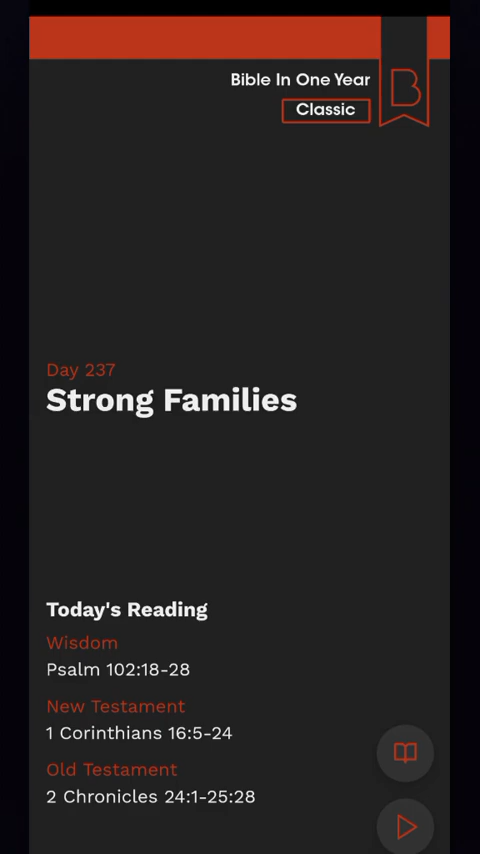 Bible In One Year
Classic
Day 237
Strong Families
Today's Reading
Wisdom
Psalm 102:18-28
New Testament
1 Corinthians 16:5-24
Old Testament
2 Chronicles 24:1-25:28